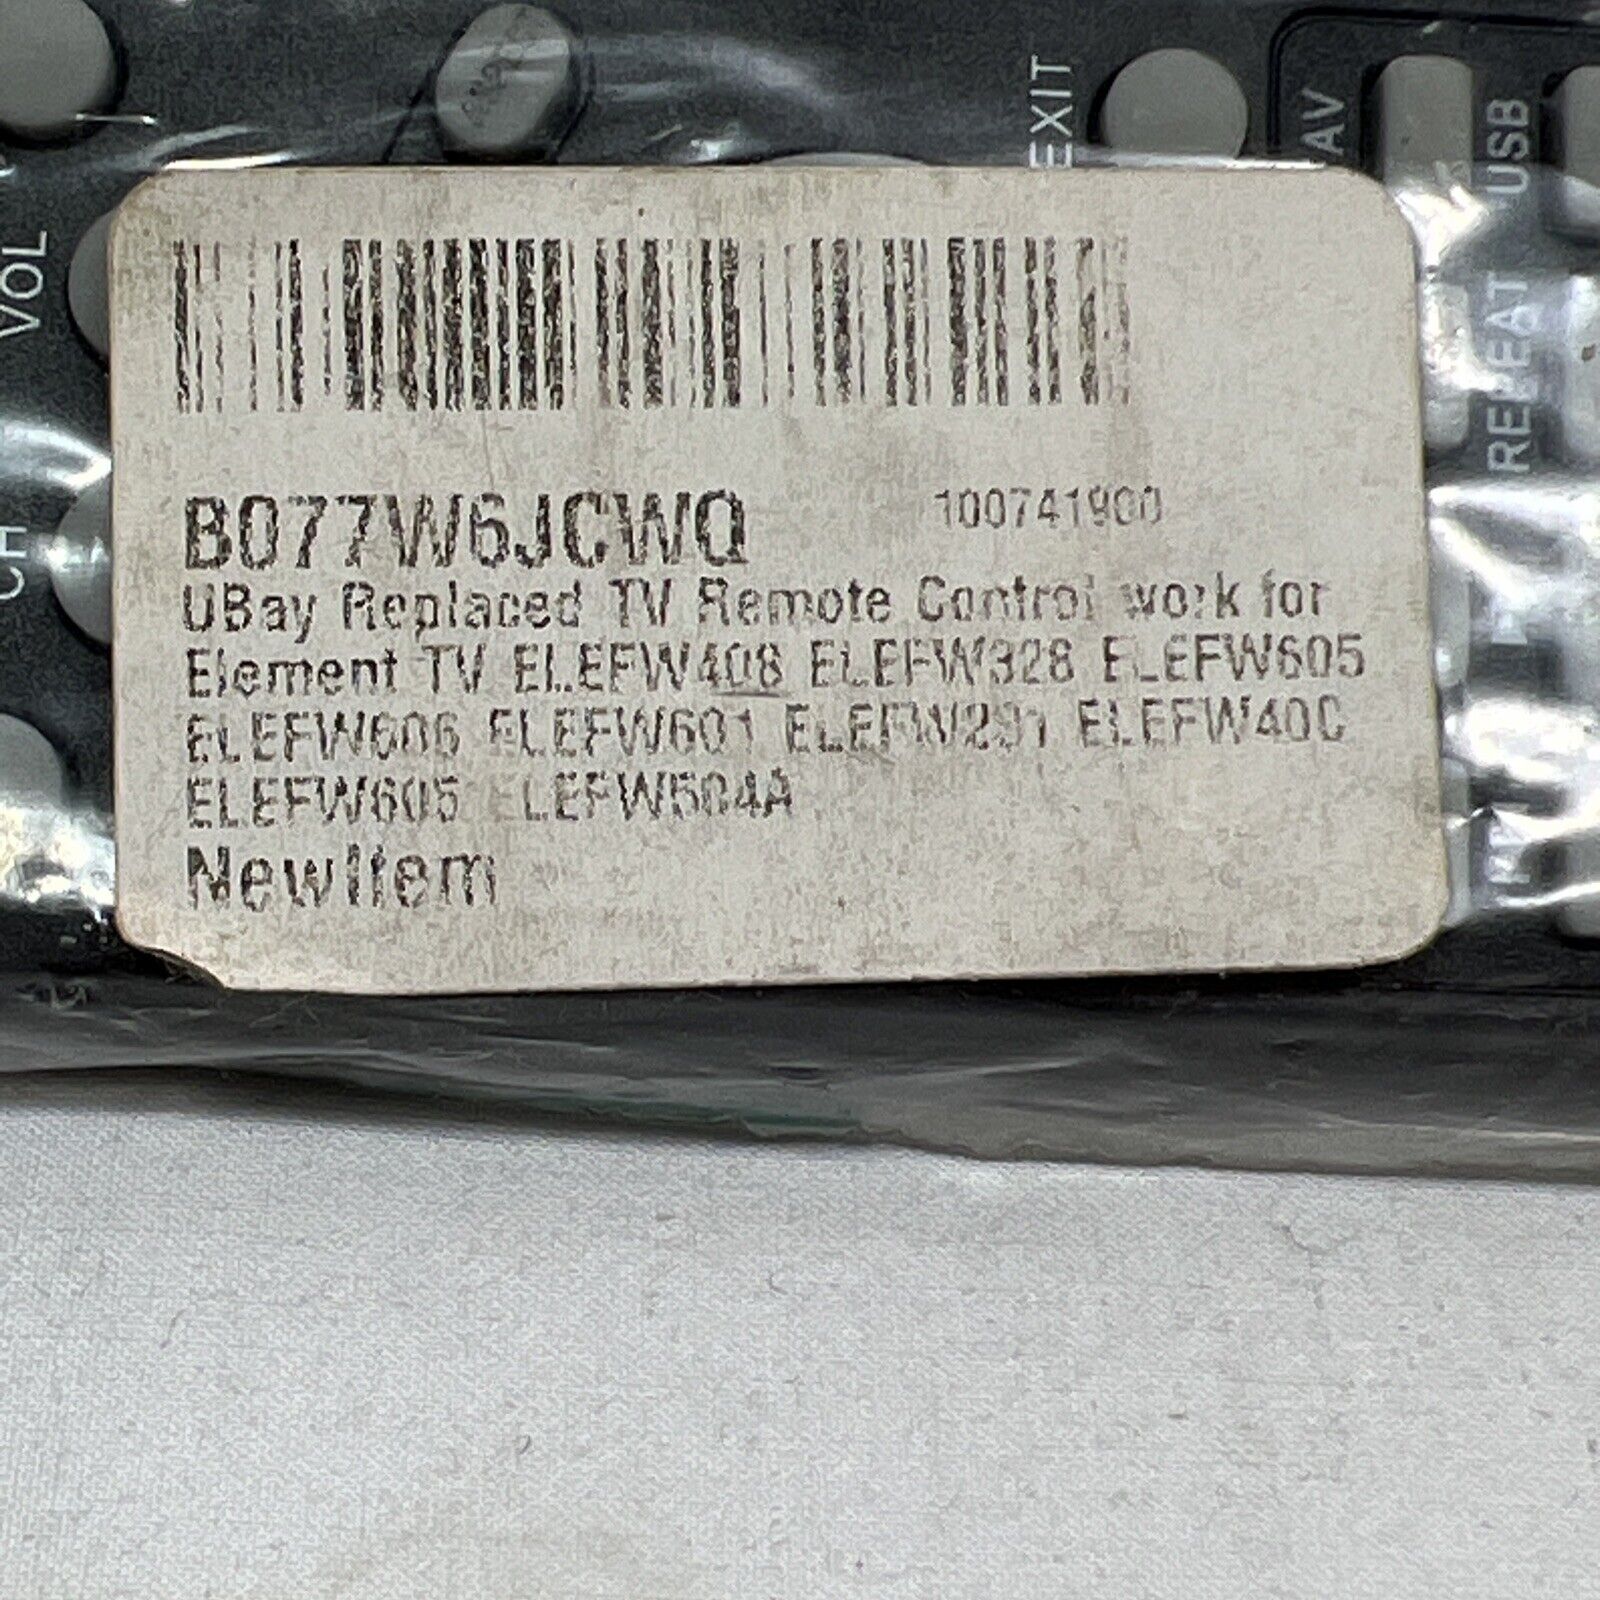 EXIT
AV
USB
VOL
REPEAT
CH
B077W6JCWQ 100741900
UBay Replaced TV Remote Control work for
Element TV ELEFW408 ELEFW328 ELEFW605
ELEFW606 ELEFW601 ELEFW40C
ELEFW605 ELEFW504A
NewItem